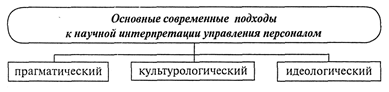 Основные современные подходы
к научной интерпретации управления персоналом
прагматический культурологический идеологический